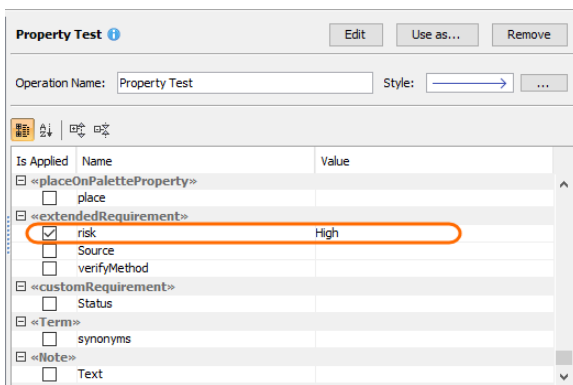 Property Test
Edit
Use as...
Remove
Operation Name: Property Test
Style:
...
Is Applied Name Value
«placeOnPaletteProperty»
place
«extendedRequirement»
risk High
Source
verifyMethod
«customRequirement»
Status
«Term»
synonyms
«Note»
Text